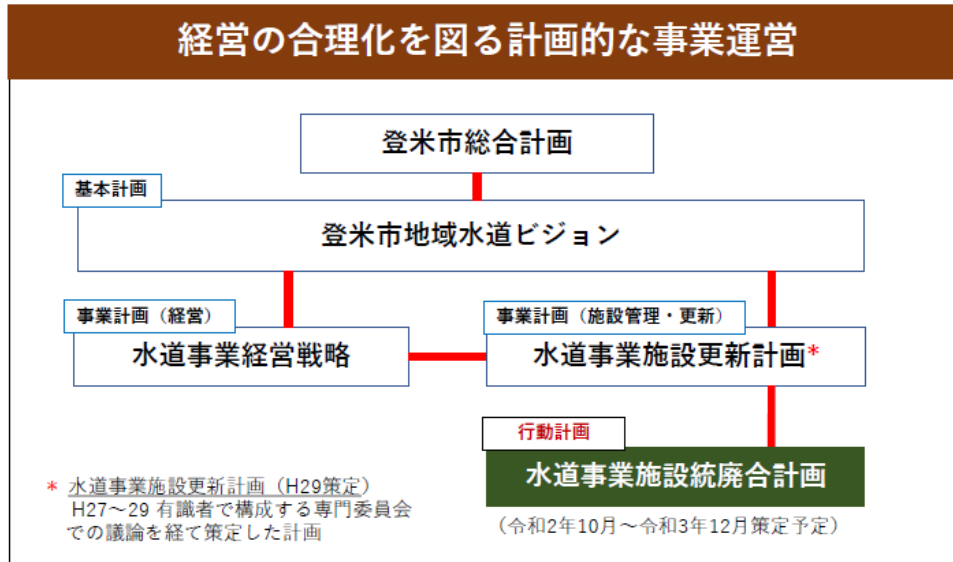 経営の合理化を図る計画的な事業運営
登米市総合計画
基本計画
登米市地域水道ビジョン
事業計画（経営）
水道事業経営戦略
事業計画（施設管理・更新）
水道事業施設更新計画*
行動計画
水道事業施設統廃合計画
（令和2年10月～令和3年12月策定予定）
* 水道事業施設更新計画（H29策定）
H27～29 有識者で構成する専門委員会
での議論を経て策定した計画